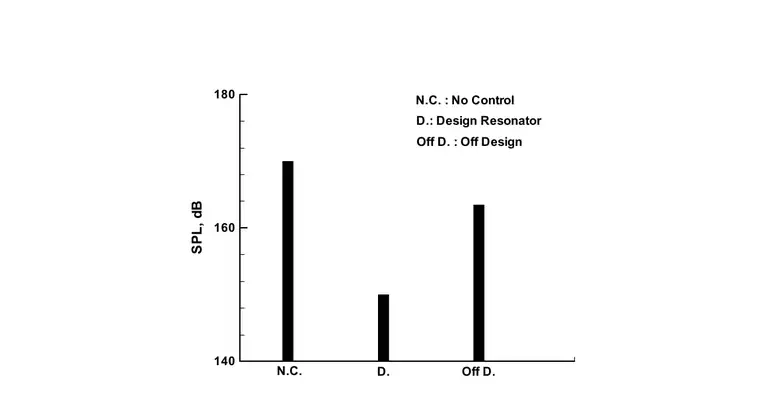 180
N.C. : No Control
D.: Design Resonator
Off D. : Off Design
SPL, dB
160
140
N.C.
D.
Off D.